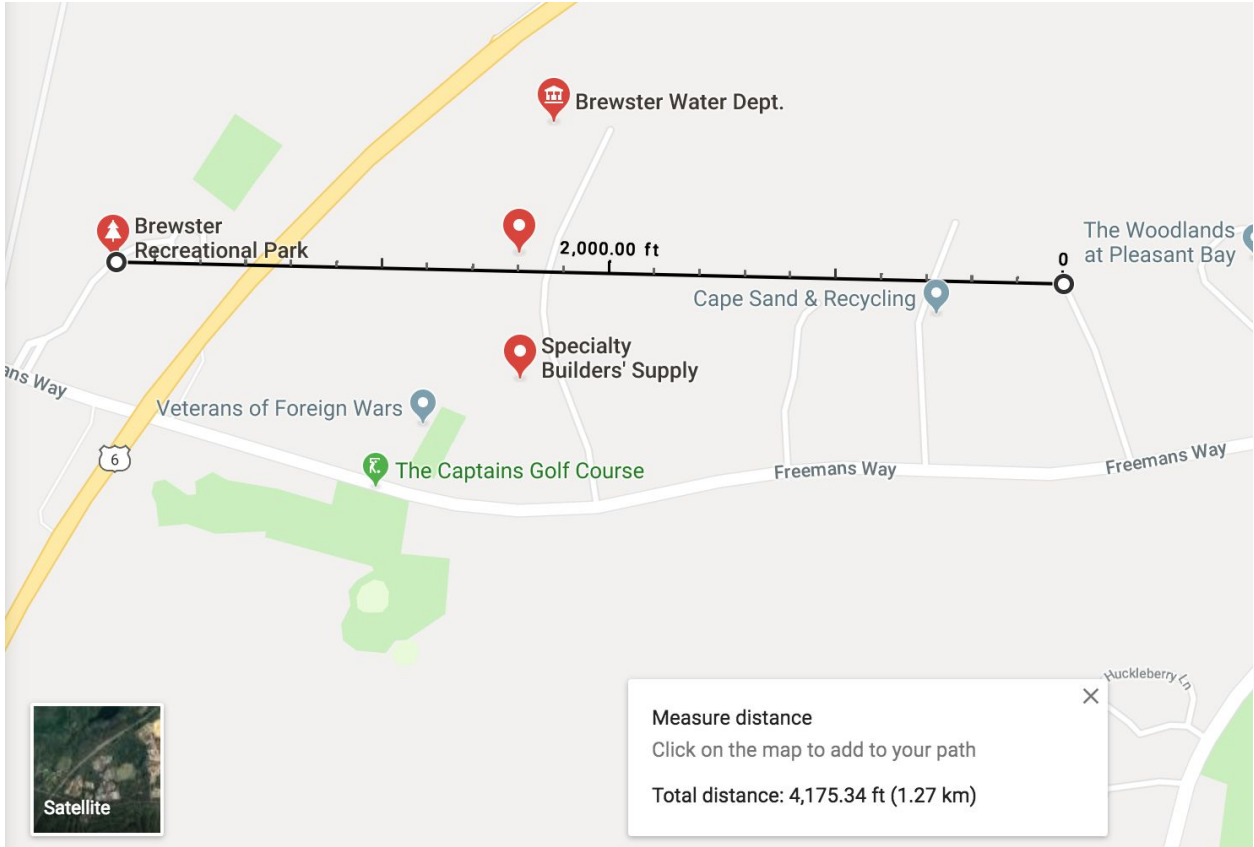 Brewster Water Dept.
Brewster
Recreational Park
2,000.00 ft
The Woodlands
at Pleasant Bay
0
Cape Sand & Recycling
Specialty
Builders' Supply
ans Way
Veterans of Foreign Wars
6
The Captains Golf Course
Freemans Way
Freemans Way
Huckleberry Ln
Measure distance
Click on the map to add to your path
Total distance: 4,175.34 ft (1.27 km)
Satellite